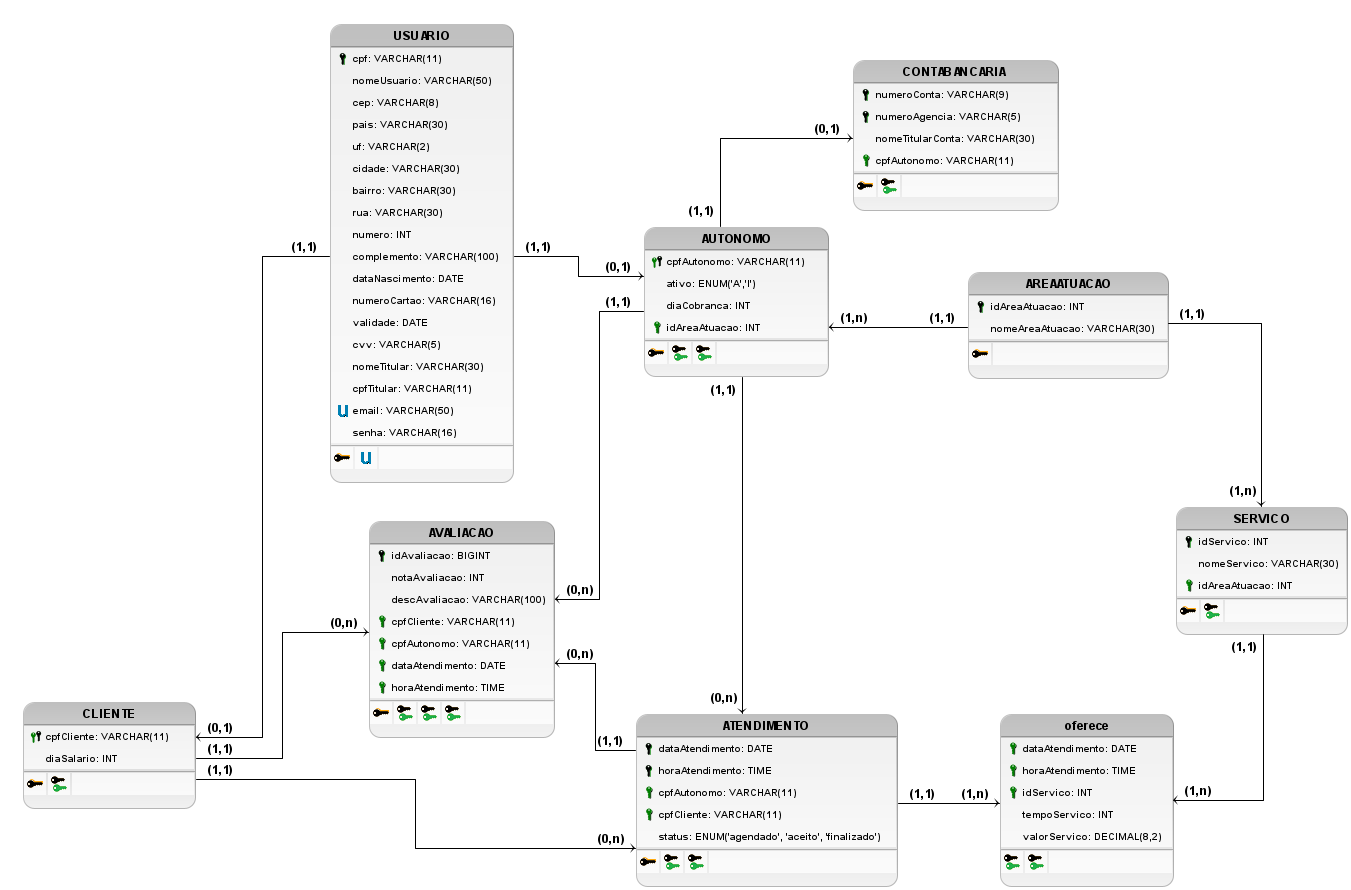 USUARIO
cpf: VARCHAR(11)
nomeUsuario: VARCHAR(50)
cep: VARCHAR(8)
pais: VARCHAR(30)
uf: VARCHAR(2)
cidade: VARCHAR(30)
bairro: VARCHAR(30)
rua: VARCHAR(30)
numero: INT
complemento: VARCHAR(100)
dataNascimento: DATE
numeroCartao: VARCHAR(16)
validade: DATE
cvv: VARCHAR(5)
nomeTitular: VARCHAR(30)
cpfTitular: VARCHAR(11)
U email: VARCHAR(50)
senha: VARCHAR(16)
U
(1,1)
(1,1)
CONTABANCARIA
numeroConta: VARCHAR(9)
numeroAgencia: VARCHAR(5)
nomeTitularConta: VARCHAR(30)
cpfAutonomo: VARCHAR(11)
(0,1)
(1,1)
AUTONOMO
cpfAutonomo: VARCHAR(11)
ativo: ENUM('A','I')
diaCobranca: INT
idAreaAtuacao: INT
(0,1)
(1,1)
(1,n)
(1,1)
(1,1)
AREAATUACAO
idAreaAtuacao: INT
nomeAreaAtuacao: VARCHAR(30)
(1,1)
(1,n)
SERVICO
idServico: INT
nomeServico: VARCHAR(30)
idAreaAtuacao: INT
(1,1)
AVALIACAO
idAvaliacao: BIGINT
notaAvaliacao: INT
descAvaliacao: VARCHAR(100)
cpfCliente: VARCHAR(11)
cpfAutonomo: VARCHAR(11)
dataAtendimento: DATE
horaAtendimento: TIME
(0,n)
(0,n)
(0,n)
CLIENTE
cpfCliente: VARCHAR(11)
diaSalario: INT
(0,1)
(1,1)
(1,1)
(0,n)
(1,1)
(0,n)
ATENDIMENTO
dataAtendimento: DATE
horaAtendimento: TIME
cpfAutonomo: VARCHAR(11)
cpfCliente: VARCHAR(11)
status: ENUM('agendado', 'aceito', 'finalizado')
(1,1)
(1,n)
oferece
dataAtendimento: DATE
horaAtendimento: TIME
idServico: INT
tempoServico: INT
valorServico: DECIMAL(8,2)
(1,n)